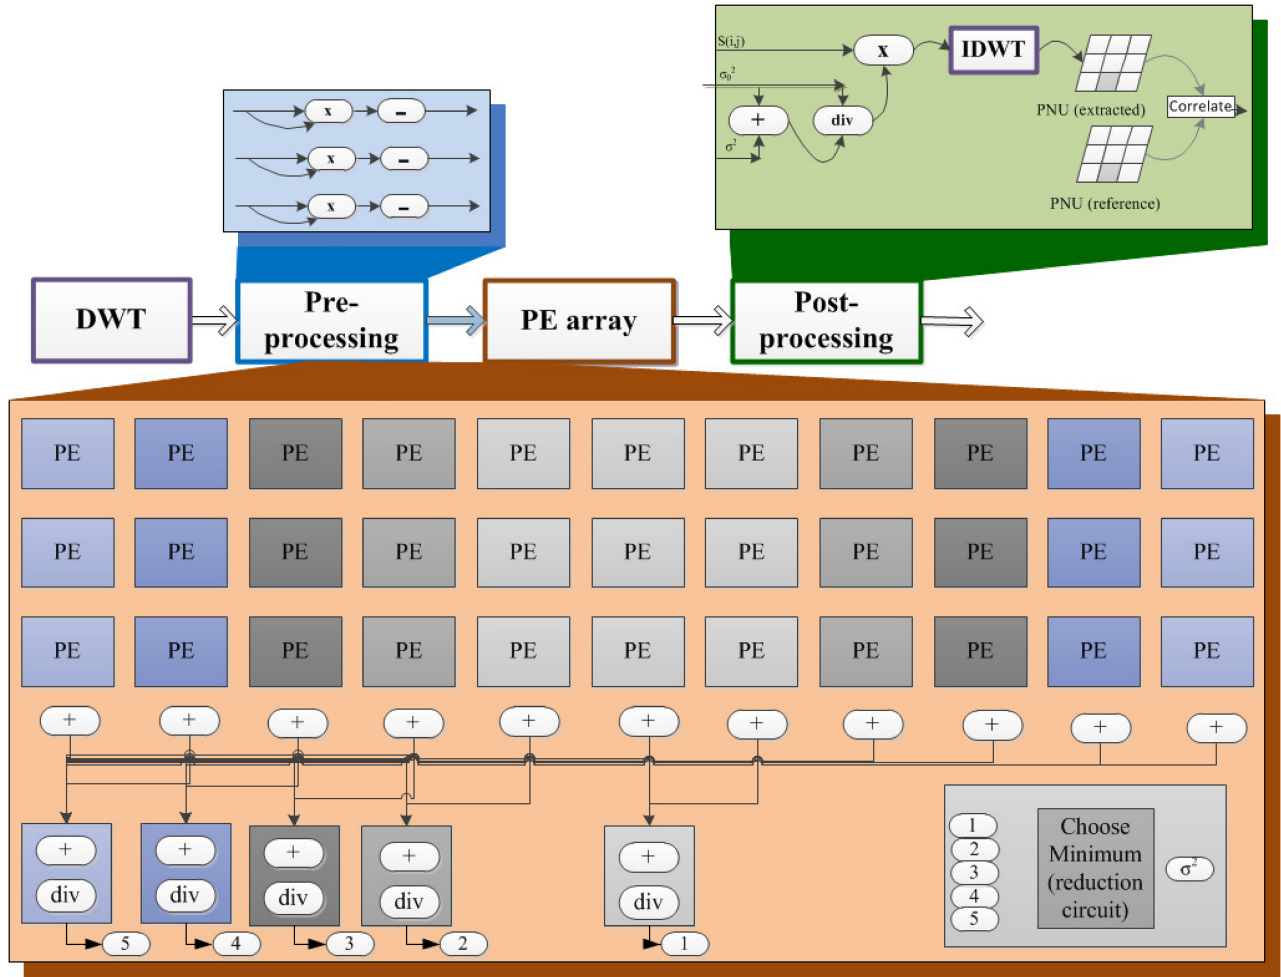 S(i,j)
x
IDWT
σ₀²
+
div
σ²
PNU (extracted)
Correlate
PNU (reference)
x -
x -
x -
DWT
Pre-
processing
PE array
Post-
processing
PE PE PE PE PE PE PE PE PE PE PE
PE PE PE PE PE PE PE PE PE PE PE
PE PE PE PE PE PE PE PE PE PE PE
+ + + + + + + + + + +
+ + + + +
div div div div div
5 4 3 2 1
1
2
3
4
5
Choose
Minimum
(reduction
circuit)
σ²